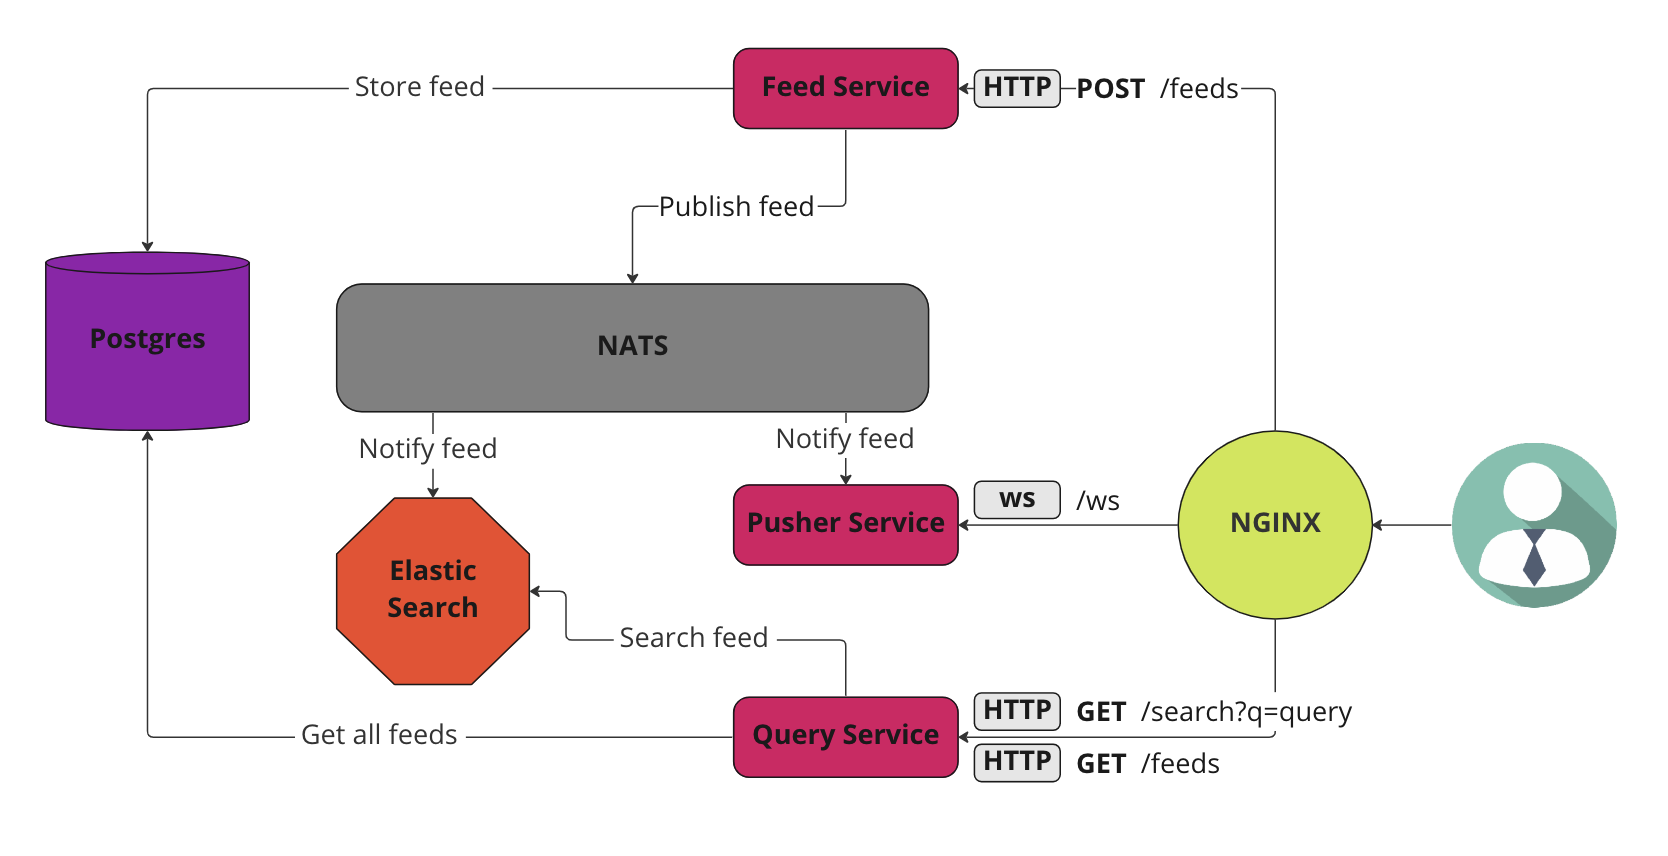 Store feed
Feed Service
HTTP POST /feeds
Publish feed
Postgres
NATS
Notify feed
Notify feed
Elastic
Search
Pusher Service
ws /ws
NGINX
Search feed
Get all feeds
Query Service
HTTP GET /search?q=query
HTTP GET /feeds